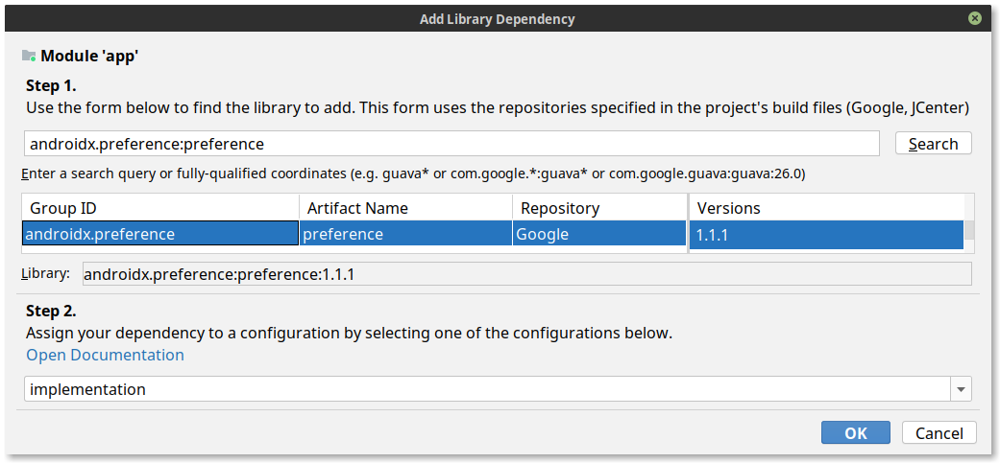 Add Library Dependency
Module 'app'
Step 1.
Use the form below to find the library to add. This form uses the repositories specified in the project's build files (Google, JCenter)
androidx.preference:preference
Search
Enter a search query or fully-qualified coordinates (e.g. guava* or com.google.*:guava* or com.google.guava:guava:26.0)
Group ID Artifact Name Repository Versions
androidx.preference preference Google 1.1.1
Library: androidx.preference:preference:1.1.1
Step 2.
Assign your dependency to a configuration by selecting one of the configurations below.
Open Documentation
implementation
OK Cancel